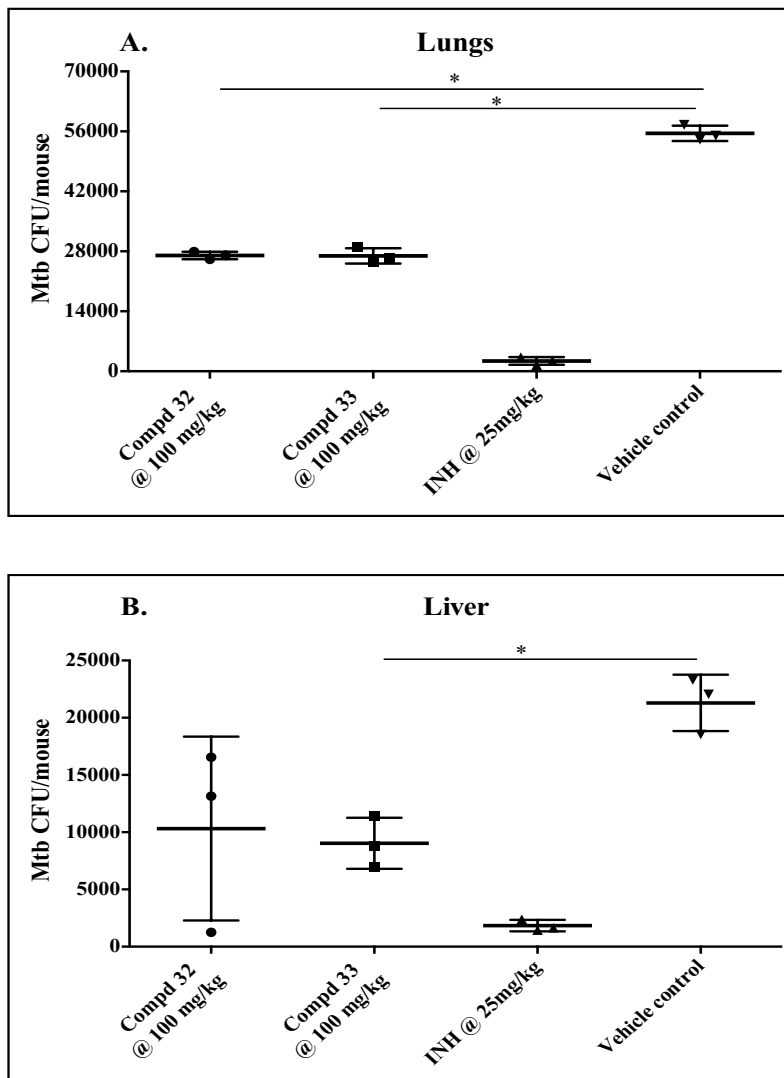 A. Lungs
70000
*
*
56000
42000
28000
14000
0
Mtb CFU/mouse
Compd 32
@ 100 mg/kg
Compd 33
@ 100 mg/kg
INH @ 25mg/kg
Vehicle control
B. Liver
25000
*
20000
15000
10000
5000
0
Mtb CFU/mouse
Compd 32
@ 100 mg/kg
Compd 33
@ 100 mg/kg
INH @ 25mg/kg
Vehicle control